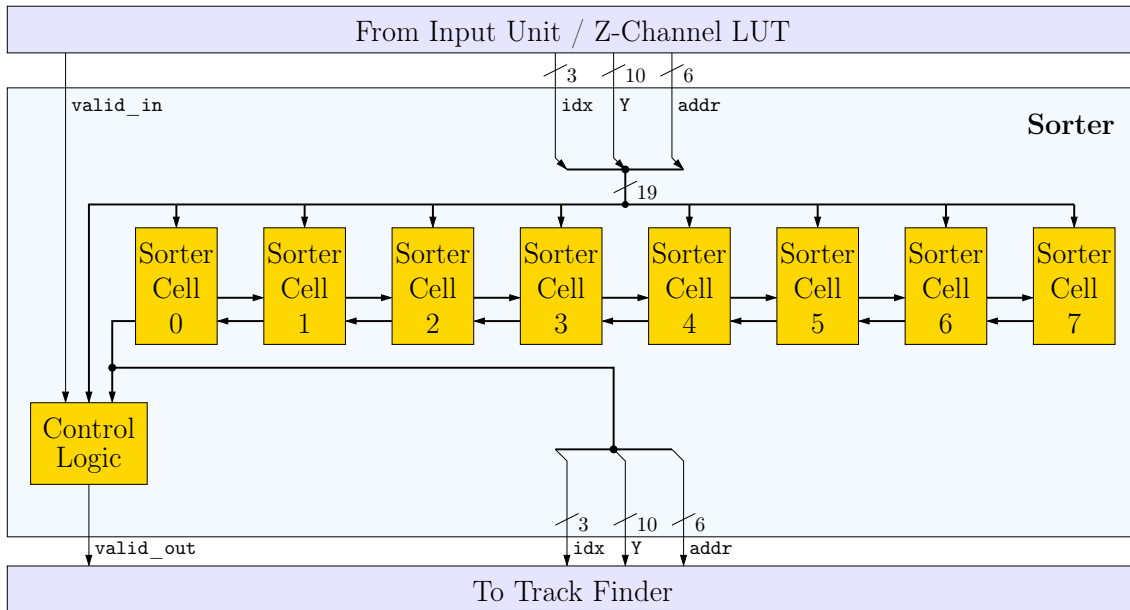 From Input Unit / Z-Channel LUT
3 10 6
valid_in idx Y addr
Sorter
19
Sorter Sorter Sorter Sorter Sorter Sorter Sorter Sorter
Cell Cell Cell Cell Cell Cell Cell Cell
0 1 2 3 4 5 6 7
Control
Logic
3 10 6
valid_out idx Y addr
To Track Finder